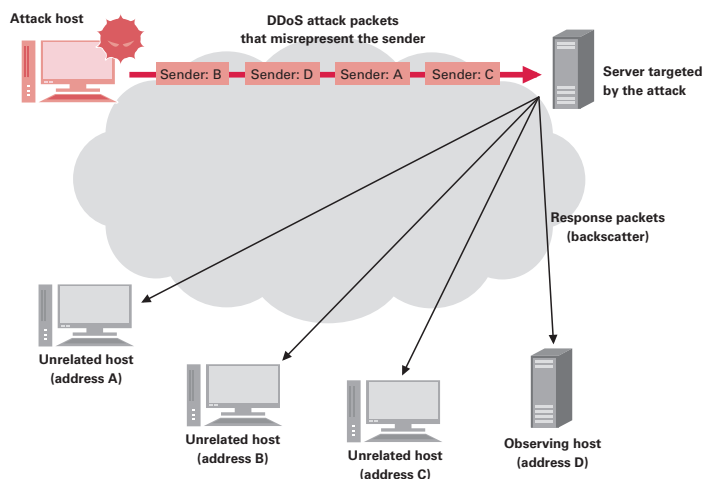 Attack host
DDoS attack packets
that misrepresent the sender
Sender: B
Sender: D
Sender: A
Sender: C
Server targeted
by the attack
Response packets
(backscatter)
Unrelated host
(address A)
Unrelated host
(address B)
Unrelated host
(address C)
Observing host
(address D)